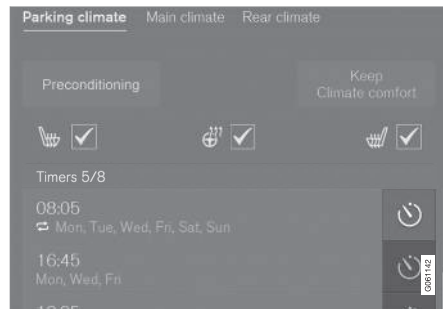 Parking climate Main climate Rear climate
Preconditioning
Keep
Climate comfort
Timers 5/8
08:05
Mon, Tue, Wed, Fri, Sat, Sun
16:45
Mon, Wed, Fri
G061142